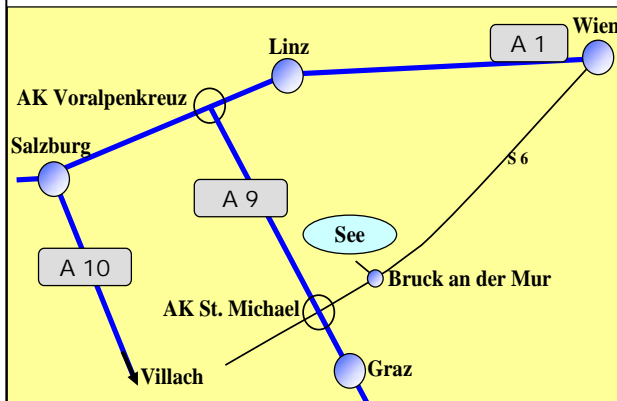 Wien
A 1
Linz
AK Voralpenkreuz
Salzburg
S 6
A 9
See
A 10
Bruck an der Mur
AK St. Michael
Villach
Graz